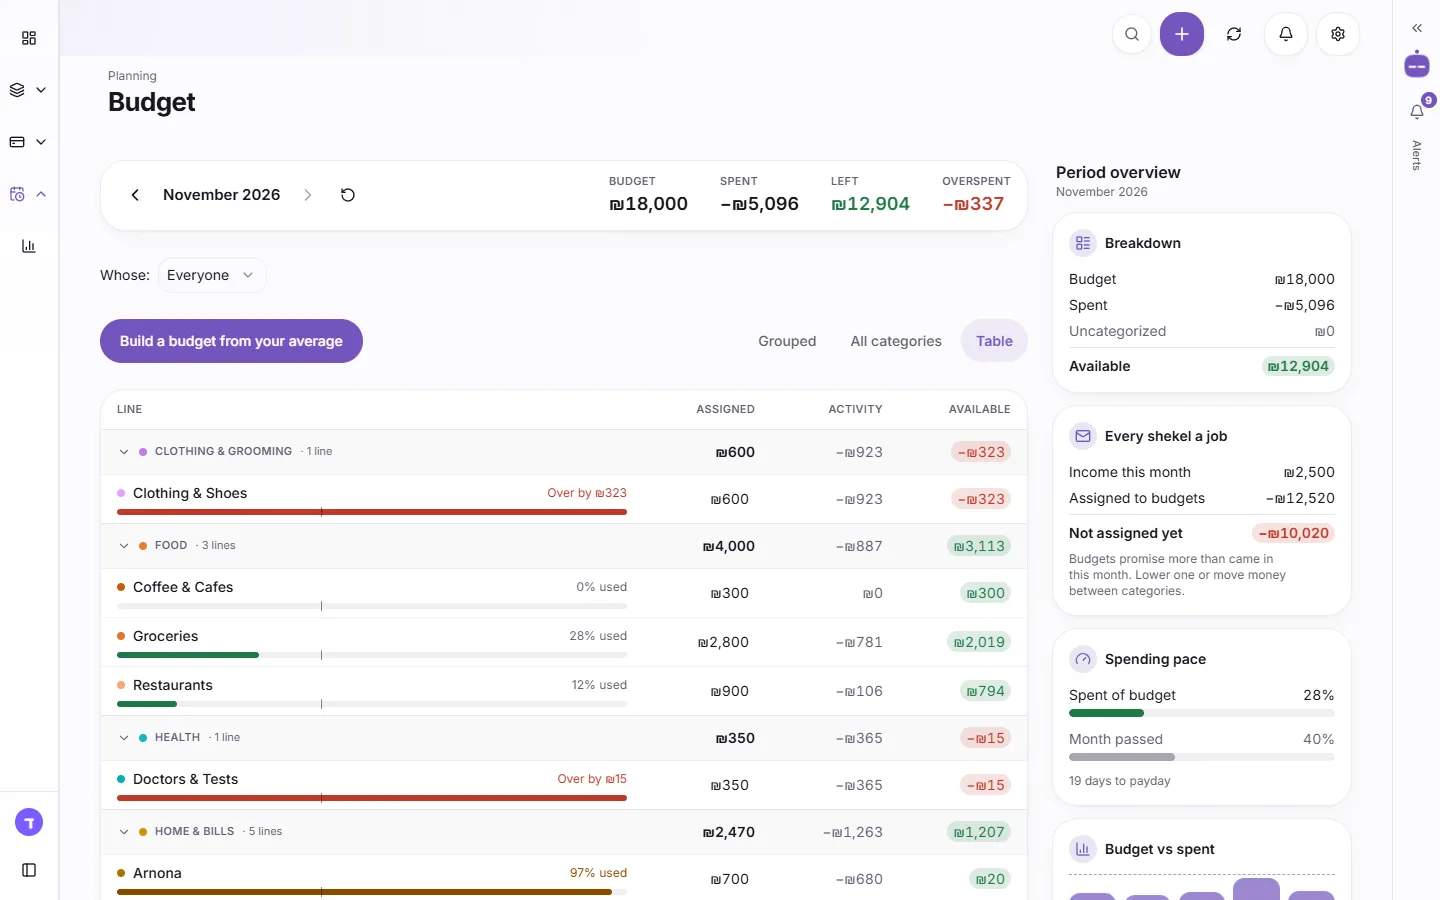 Planning
Budget
November 2026
BUDGET
₪18,000
SPENT
−₪5,096
LEFT
₪12,904
OVERSPENT
−₪337
Whose: Everyone
Build a budget from your average
Grouped
All categories
Table
LINE ASSIGNED ACTIVITY AVAILABLE
CLOTHING & GROOMING · 1 line ₪600 −₪923 −₪323
Clothing & Shoes Over by ₪323 ₪600 −₪923 −₪323
FOOD · 3 lines ₪4,000 −₪887 ₪3,113
Coffee & Cafes 0% used ₪300 ₪0 ₪300
Groceries 28% used ₪2,800 −₪781 ₪2,019
Restaurants 12% used ₪900 −₪106 ₪794
HEALTH · 1 line ₪350 −₪365 −₪15
Doctors & Tests Over by ₪15 ₪350 −₪365 −₪15
HOME & BILLS · 5 lines ₪2,470 −₪1,263 ₪1,207
Arnona 97% used ₪700 −₪680 ₪20
Period overview
November 2026
Breakdown
Budget ₪18,000
Spent −₪5,096
Uncategorized ₪0
Available ₪12,904
Every shekel a job
Income this month ₪2,500
Assigned to budgets −₪12,520
Not assigned yet −₪10,020
Budgets promise more than came in
this month. Lower one or move money
between categories.
Spending pace
Spent of budget 28%
Month passed 40%
19 days to payday
Budget vs spent
9
Alerts